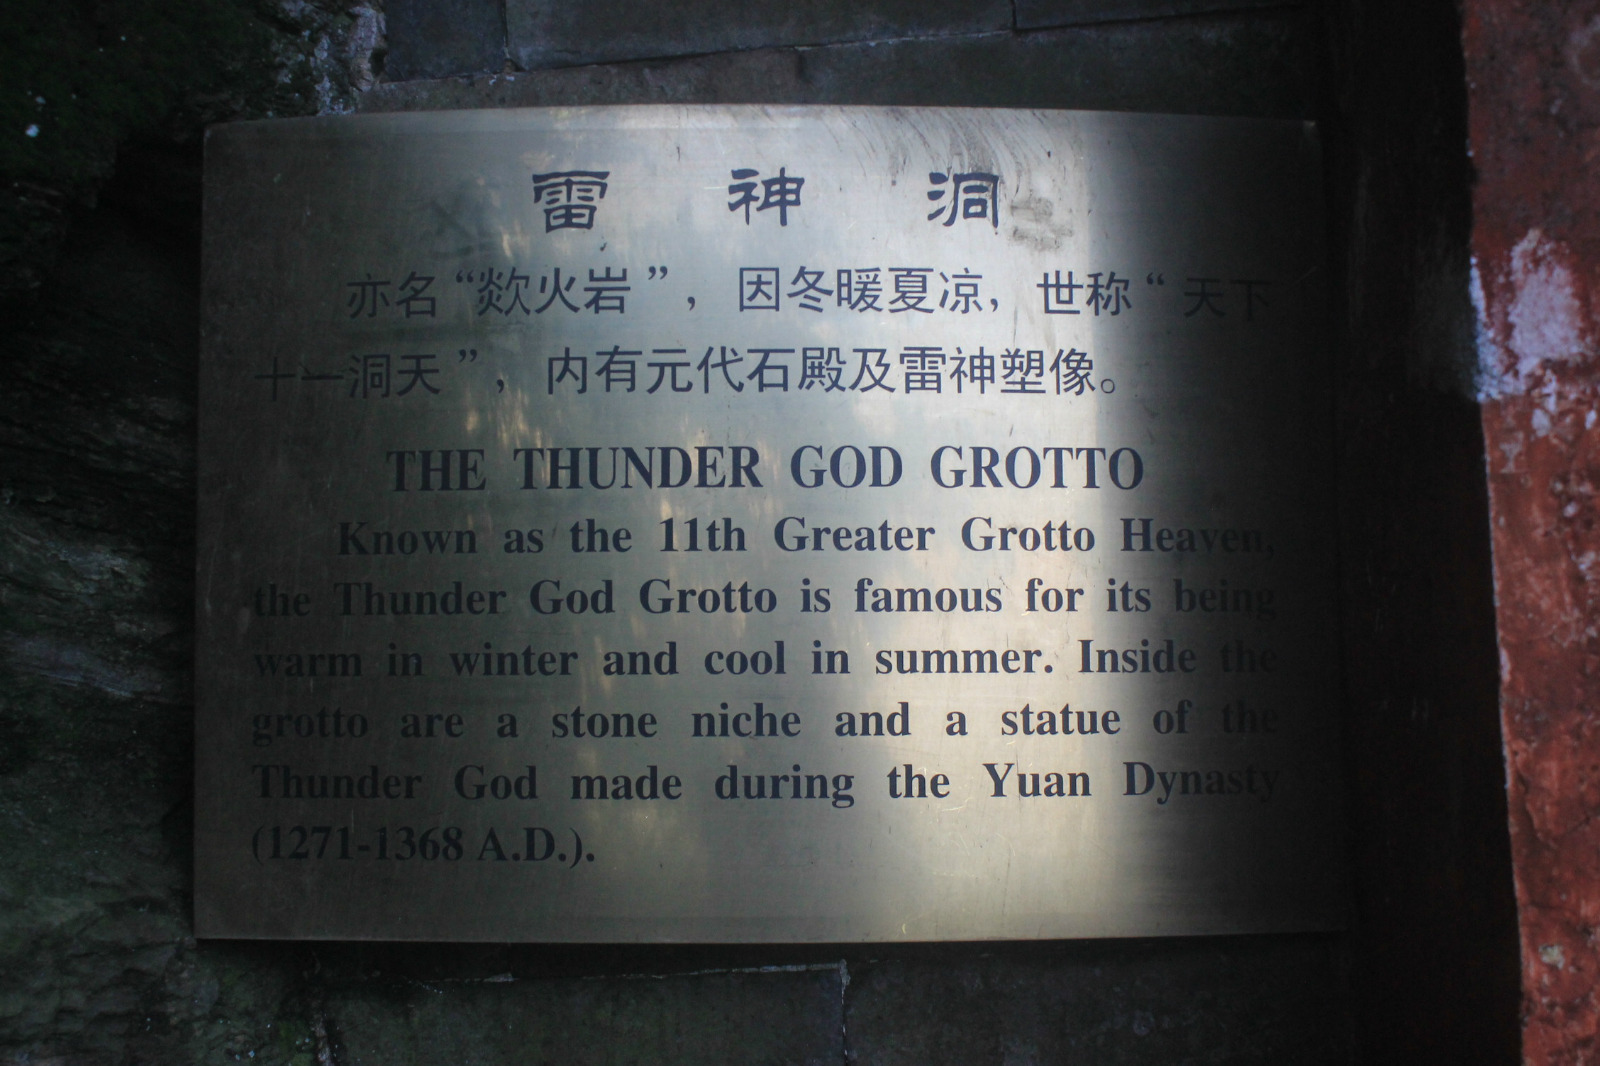 雷神洞
亦名“欻火岩”，因冬暖夏凉，世称“天下
十一洞天”，内有元代石殿及雷神塑像。
THE THUNDER GOD GROTTO
Known as the 11th Greater Grotto Heaven,
the Thunder God Grotto is famous for its being
warm in winter and cool in summer. Inside the
grotto are a stone niche and a statue of the
Thunder God made during the Yuan Dynasty
(1271-1368 A.D.).